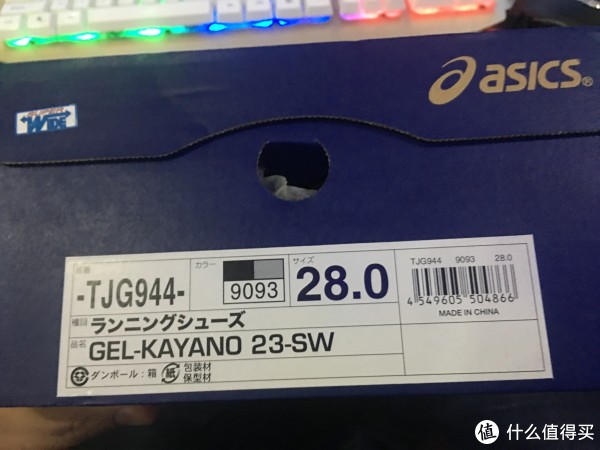 asics®
SUPER
WIDE
品番
-TJG944-
カラー
9093
サイズ
28.0
TJG944 9093 28.0
4 549605 504866
MADE IN CHINA
種目 ランニングシューズ
品名 GEL-KAYANO 23-SW
ダンボール：箱 紙 包装材
保型材
值 什么值得买